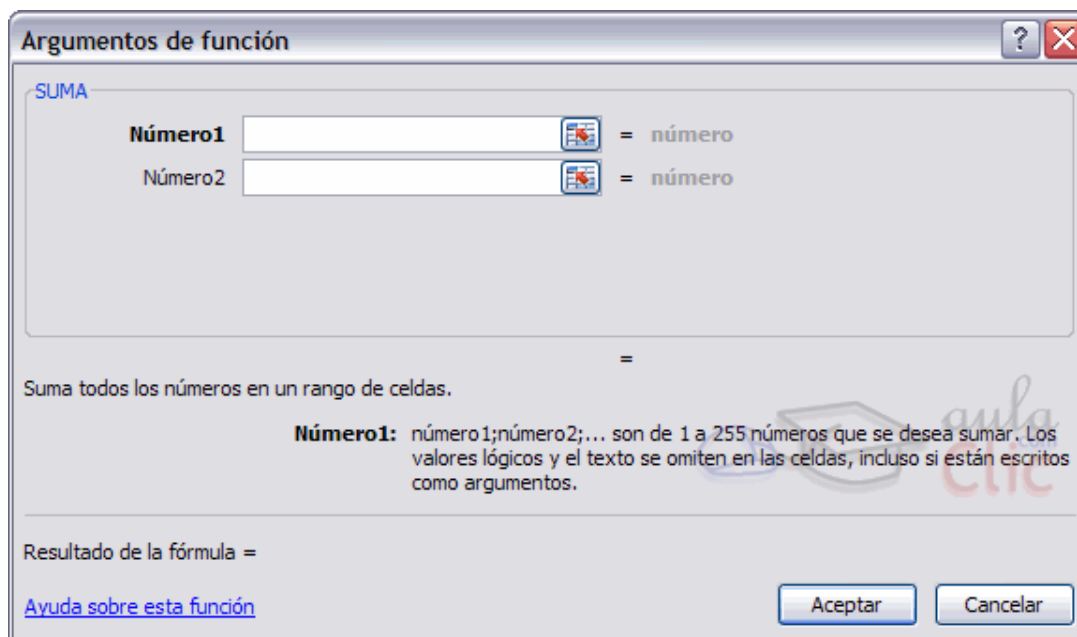 Argumentos de función
?
SUMA
Número1 = número
Número2 = número
=
Suma todos los números en un rango de celdas.
Número1: número1;número2;... son de 1 a 255 números que se desea sumar. Los
valores lógicos y el texto se omiten en las celdas, incluso si están escritos
como argumentos.
aula
.com
Clic
Resultado de la fórmula =
Ayuda sobre esta función
Aceptar Cancelar